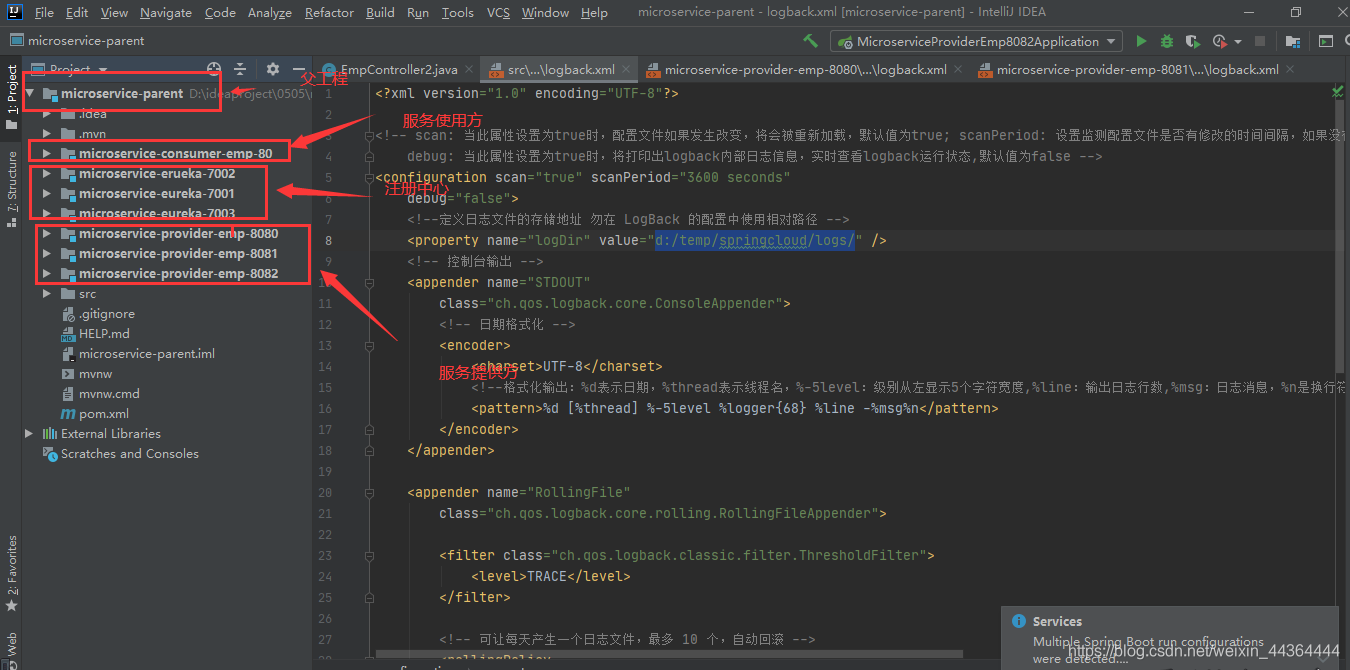 File Edit View Navigate Code Analyze Refactor Build Run Tools VCS Window Help microservice-parent - logback.xml [microservice-parent] - IntelliJ IDEA
microservice-parent MicroserviceProviderEmp8082Application
Project EmpController2.java src\...\logback.xml microservice-provider-emp-8080\...\logback.xml microservice-provider-emp-8081\...\logback.xml
1: Project
7: Structure
2: Favorites
Web
microservice-parent D:\ideaproject\0505\
父工程
.idea
.mvn
服务使用方
microservice-consumer-emp-80
microservice-erueka-7002
注册中心
microservice-eureka-7001
microservice-eureka-7003
microservice-provider-emp-8080
microservice-provider-emp-8081
microservice-provider-emp-8082
服务提供方
src
.gitignore
HELP.md
microservice-parent.iml
mvnw
mvnw.cmd
pom.xml
External Libraries
Scratches and Consoles
1 <?xml version="1.0" encoding="UTF-8"?>
2
<!-- scan: 当此属性设置为true时，配置文件如果发生改变，将会被重新加载，默认值为true; scanPeriod: 设置监测配置文件是否有修改的时间间隔，如果没
4 debug: 当此属性设置为true时，将打印出logback内部日志信息，实时查看logback运行状态,默认值为false -->
5 <configuration scan="true" scanPeriod="3600 seconds"
6 debug="false">
7 <!--定义日志文件的存储地址 勿在 LogBack 的配置中使用相对路径 -->
8 <property name="logDir" value="d:/temp/springcloud/logs/" />
9 <!-- 控制台输出 -->
10 <appender name="STDOUT"
11 class="ch.qos.logback.core.ConsoleAppender">
12 <!-- 日期格式化 -->
13 <encoder>
14 <charset>UTF-8</charset>
15 <!--格式化输出：%d表示日期，%thread表示线程名，%-5level：级别从左显示5个字符宽度,%line：输出日志行数,%msg：日志消息，%n是换行符
16 <pattern>%d [%thread] %-5level %logger{68} %line -%msg%n</pattern>
17 </encoder>
18 </appender>
19
20 <appender name="RollingFile"
21 class="ch.qos.logback.core.rolling.RollingFileAppender">
22
23 <filter class="ch.qos.logback.classic.filter.ThresholdFilter">
24 <level>TRACE</level>
25 </filter>
26
27 <!-- 可让每天产生一个日志文件，最多 10 个，自动回滚 -->
<rollingPolicy
Services
Multiple Spring Boot run configurations
were detected....
https://blog.csdn.net/weixin_44364444